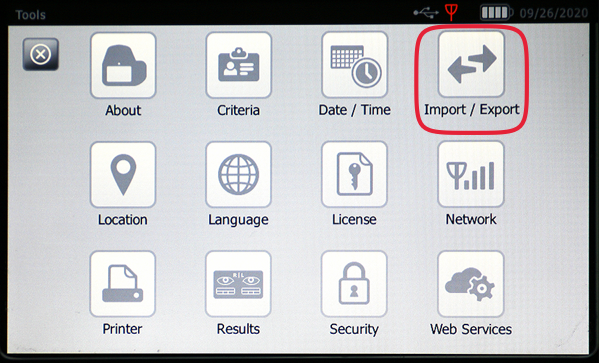 Tools
09/26/2020
About
Criteria
Date / Time
Import / Export
Location
Language
License
Network
Printer
R|L
Results
Security
Web Services